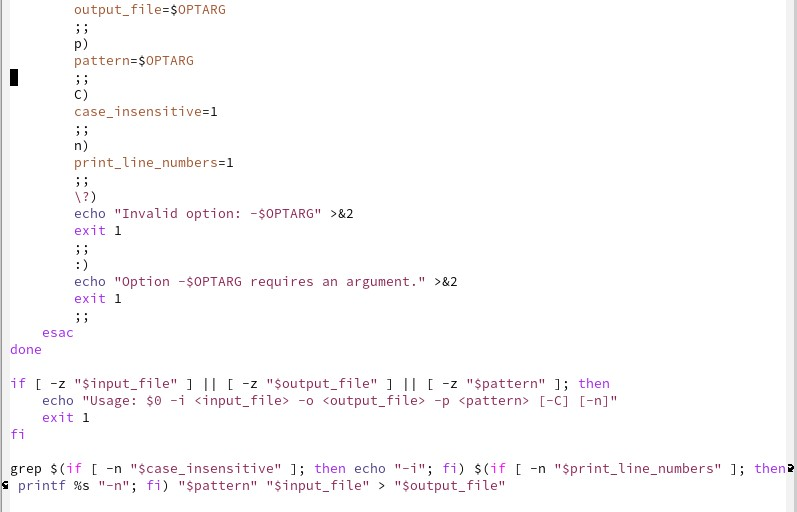 output_file=$OPTARG
;;
p)
pattern=$OPTARG
;;
C)
case_insensitive=1
;;
n)
print_line_numbers=1
;;
\?)
echo "Invalid option: -$OPTARG" >&2
exit 1
;;
:)
echo "Option -$OPTARG requires an argument." >&2
exit 1
;;
esac
done
if [ -z "$input_file" ] || [ -z "$output_file" ] || [ -z "$pattern" ]; then
echo "Usage: $0 -i <input_file> -o <output_file> -p <pattern> [-C] [-n]"
exit 1
fi
grep $(if [ -n "$case_insensitive" ]; then echo "-i"; fi) $(if [ -n "$print_line_numbers" ]; then
printf %s "-n"; fi) "$pattern" "$input_file" > "$output_file"